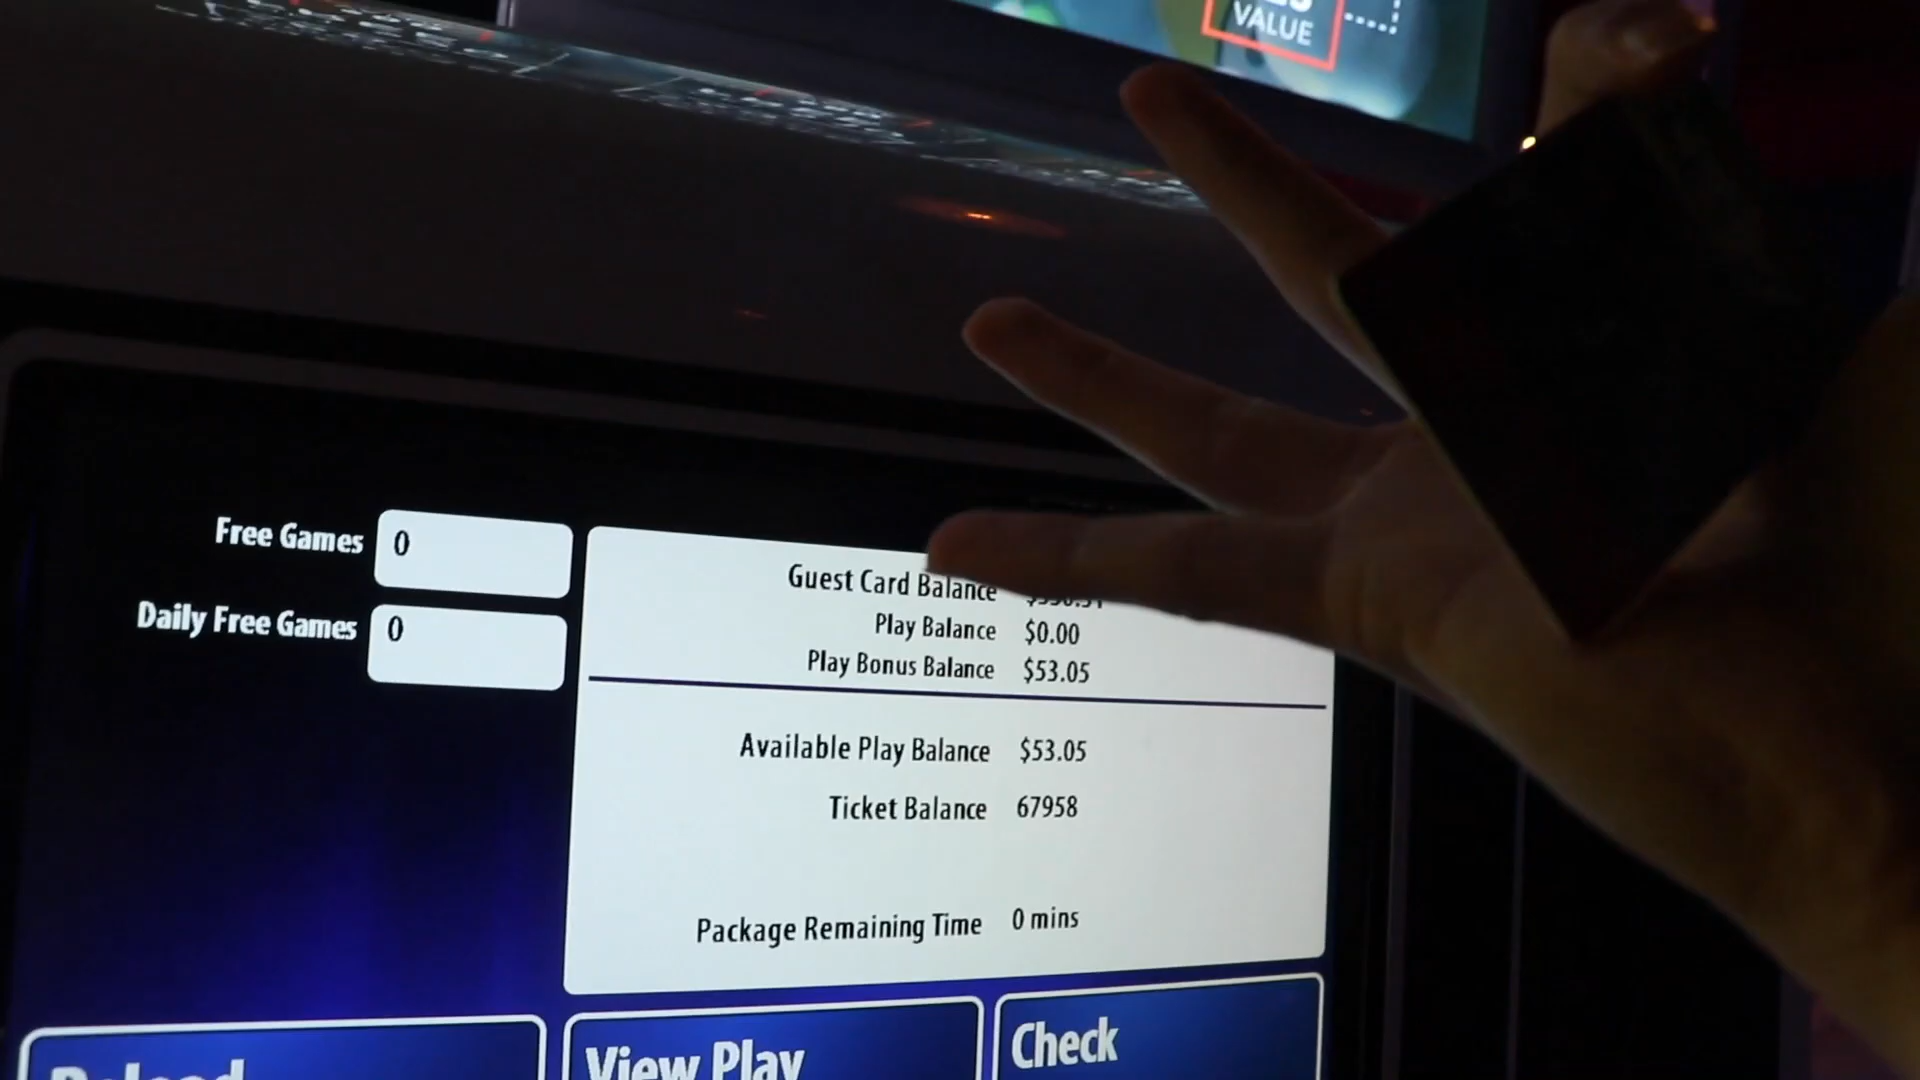 VALUE
Free Games 0
Daily Free Games 0
Guest Card Balance
Play Balance $0.00
Play Bonus Balance $53.05
Available Play Balance $53.05
Ticket Balance 67958
Package Remaining Time 0 mins
Reload
View Play
Check